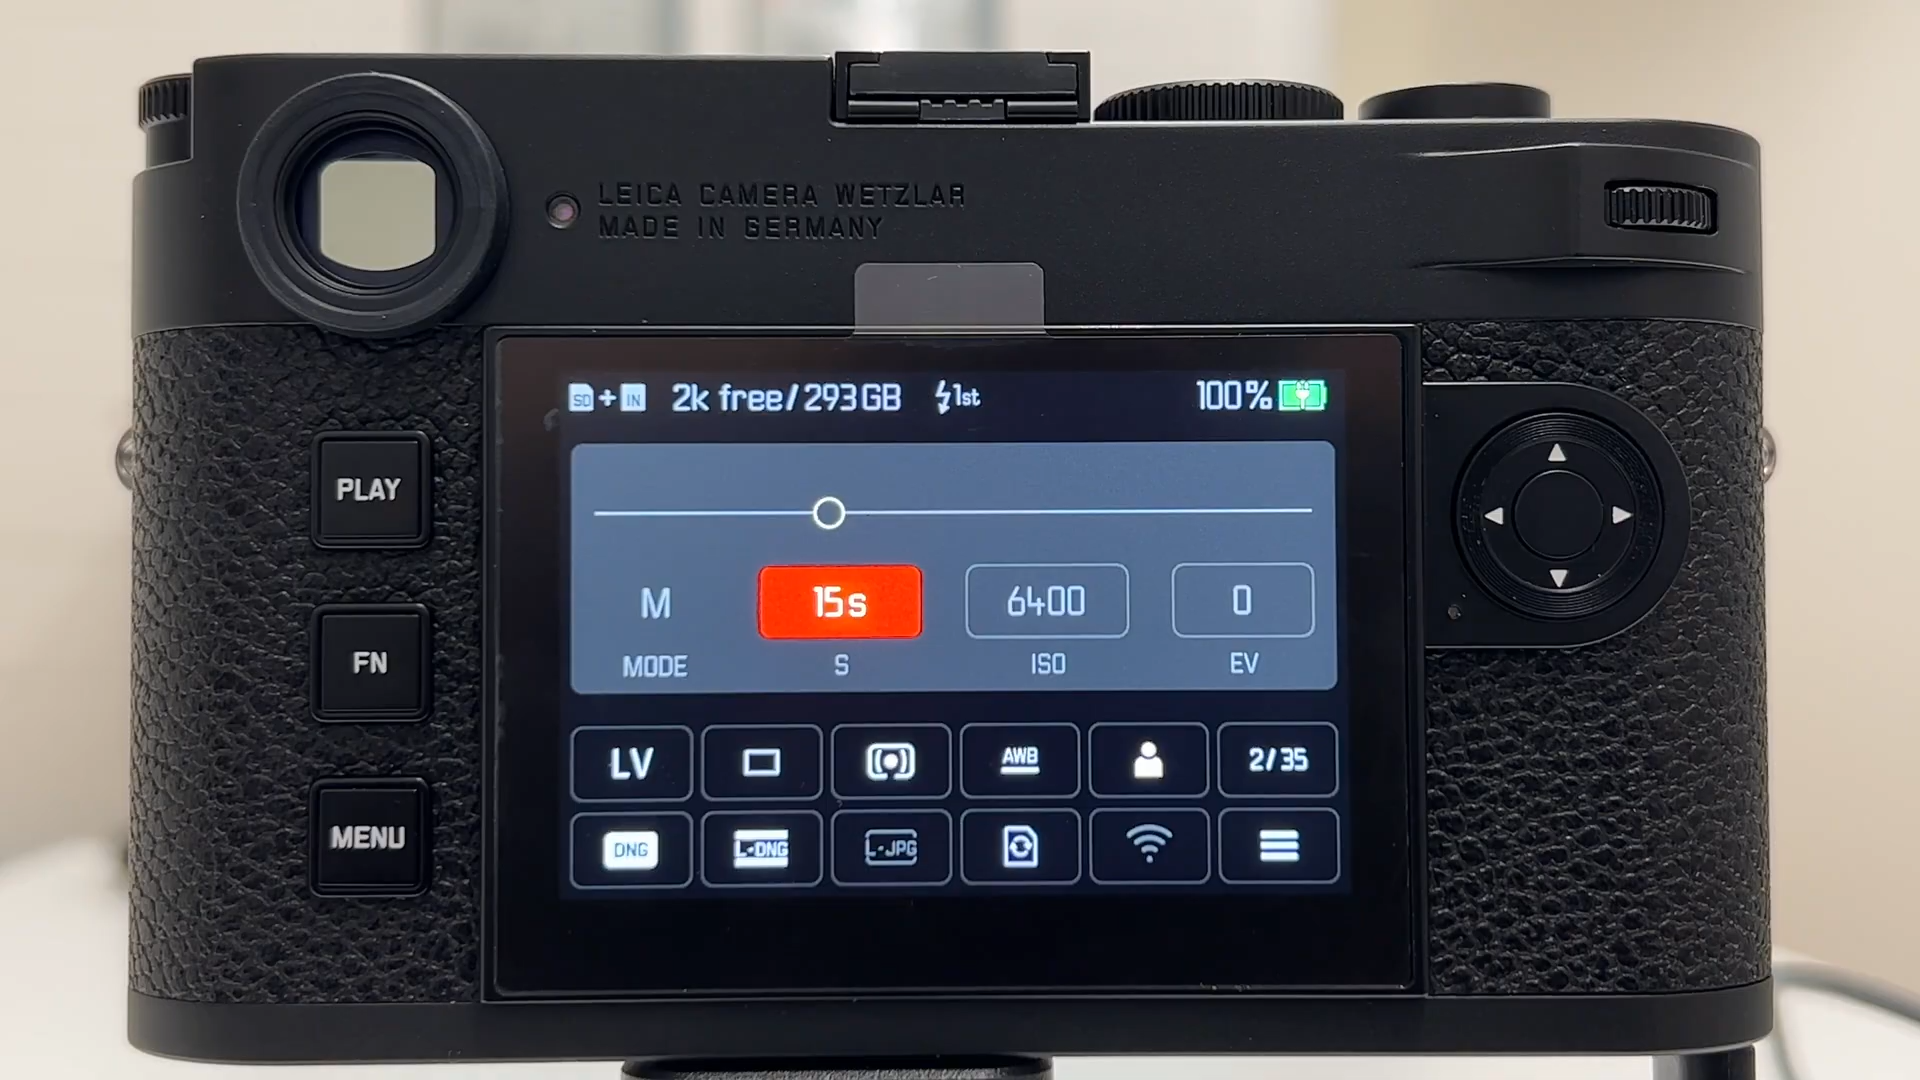 LEICA CAMERA WETZLAR
MADE IN GERMANY
SD + IN 2k free/293GB 1st 100%
PLAY
M 15s 6400 0
MODE S ISO EV
FN
LV AWB 2/35
MENU
DNG L-DNG L-JPG